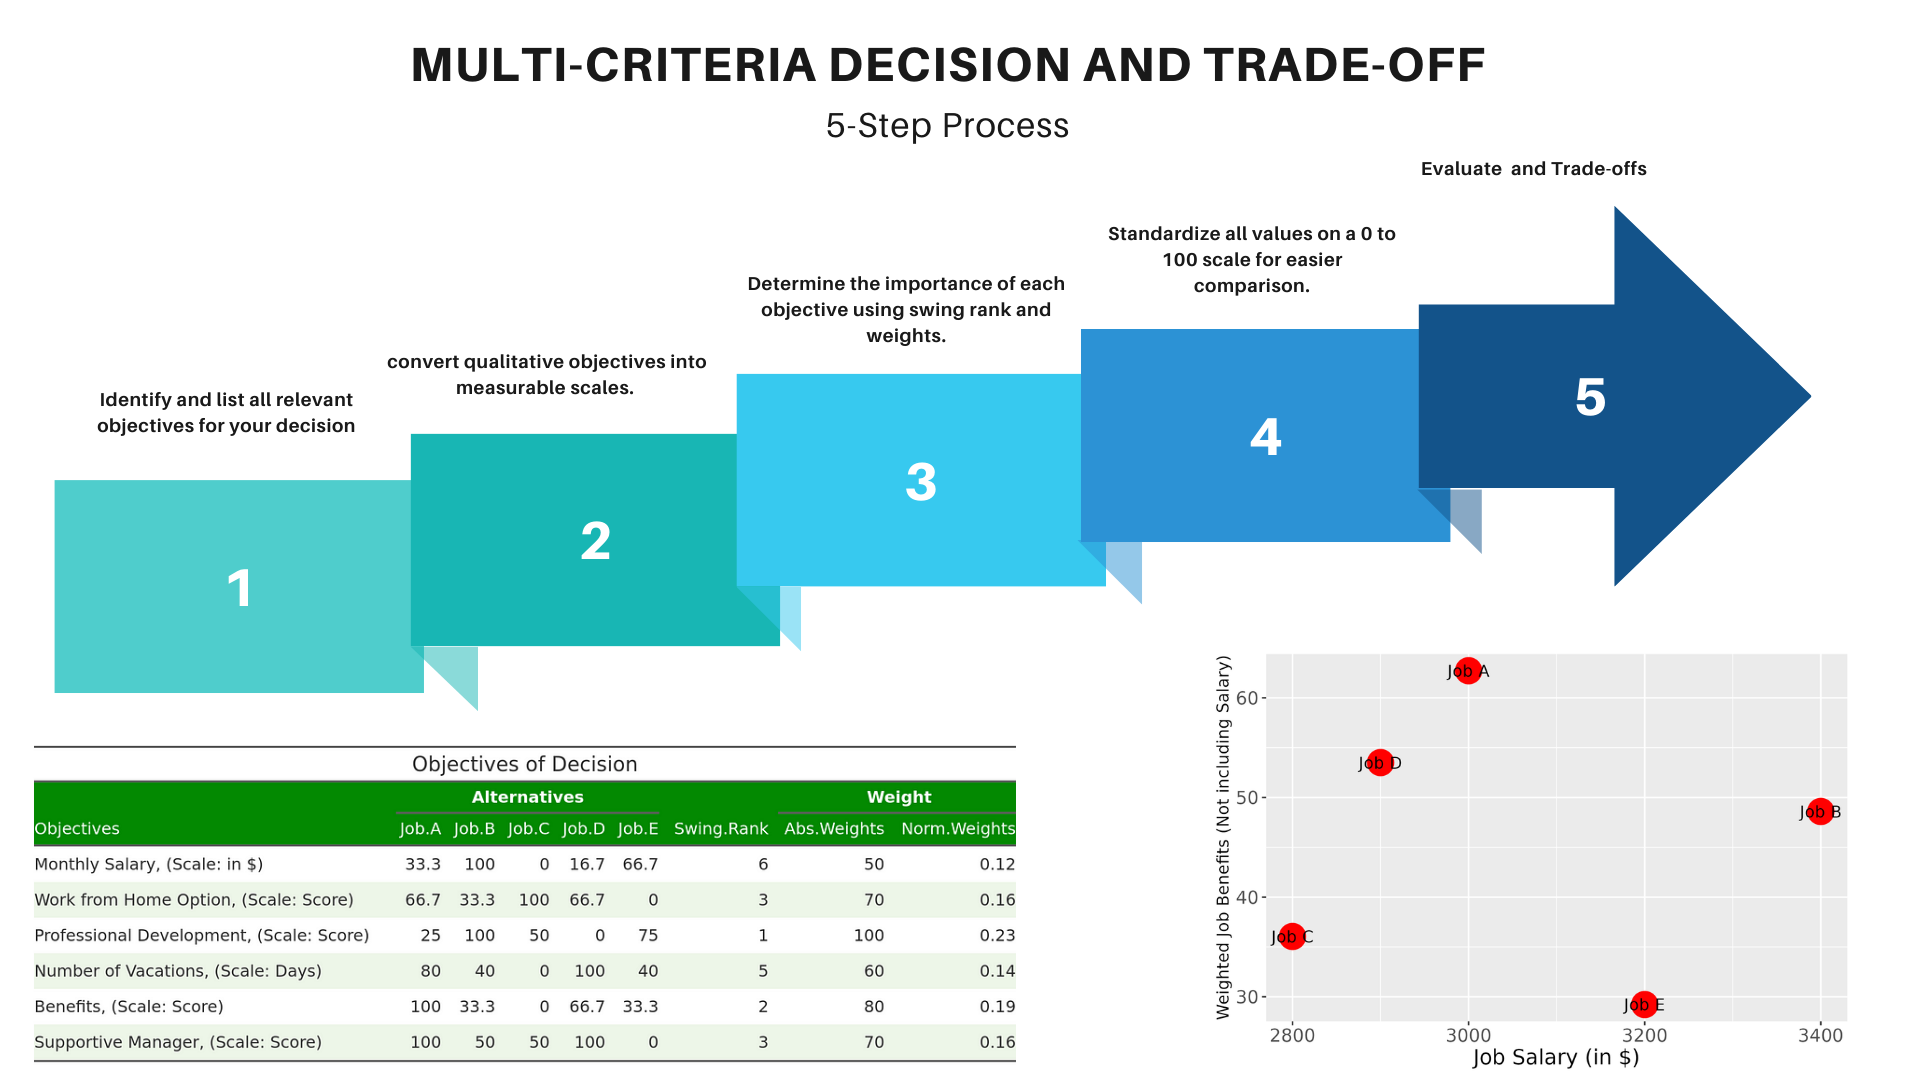 MULTI-CRITERIA DECISION AND TRADE-OFF
5-Step Process
Identify and list all relevant
objectives for your decision
1
convert qualitative objectives into
measurable scales.
2
Determine the importance of each
objective using swing rank and
weights.
3
Standardize all values on a 0 to
100 scale for easier
comparison.
4
Evaluate and Trade-offs
5
Objectives of Decision
Alternatives Weight
Objectives Job.A Job.B Job.C Job.D Job.E Swing.Rank Abs.Weights Norm.Weights
Monthly Salary, (Scale: in $) 33.3 100 0 16.7 66.7 6 50 0.12
Work from Home Option, (Scale: Score) 66.7 33.3 100 66.7 0 3 70 0.16
Professional Development, (Scale: Score) 25 100 50 0 75 1 100 0.23
Number of Vacations, (Scale: Days) 80 40 0 100 40 5 60 0.14
Benefits, (Scale: Score) 100 33.3 0 66.7 33.3 2 80 0.19
Supportive Manager, (Scale: Score) 100 50 50 100 0 3 70 0.16
Weighted Job Benefits (Not including Salary)
60
50
40
30
Job A
Job D
Job B
Job C
Job E
2800 3000 3200 3400
Job Salary (in $)